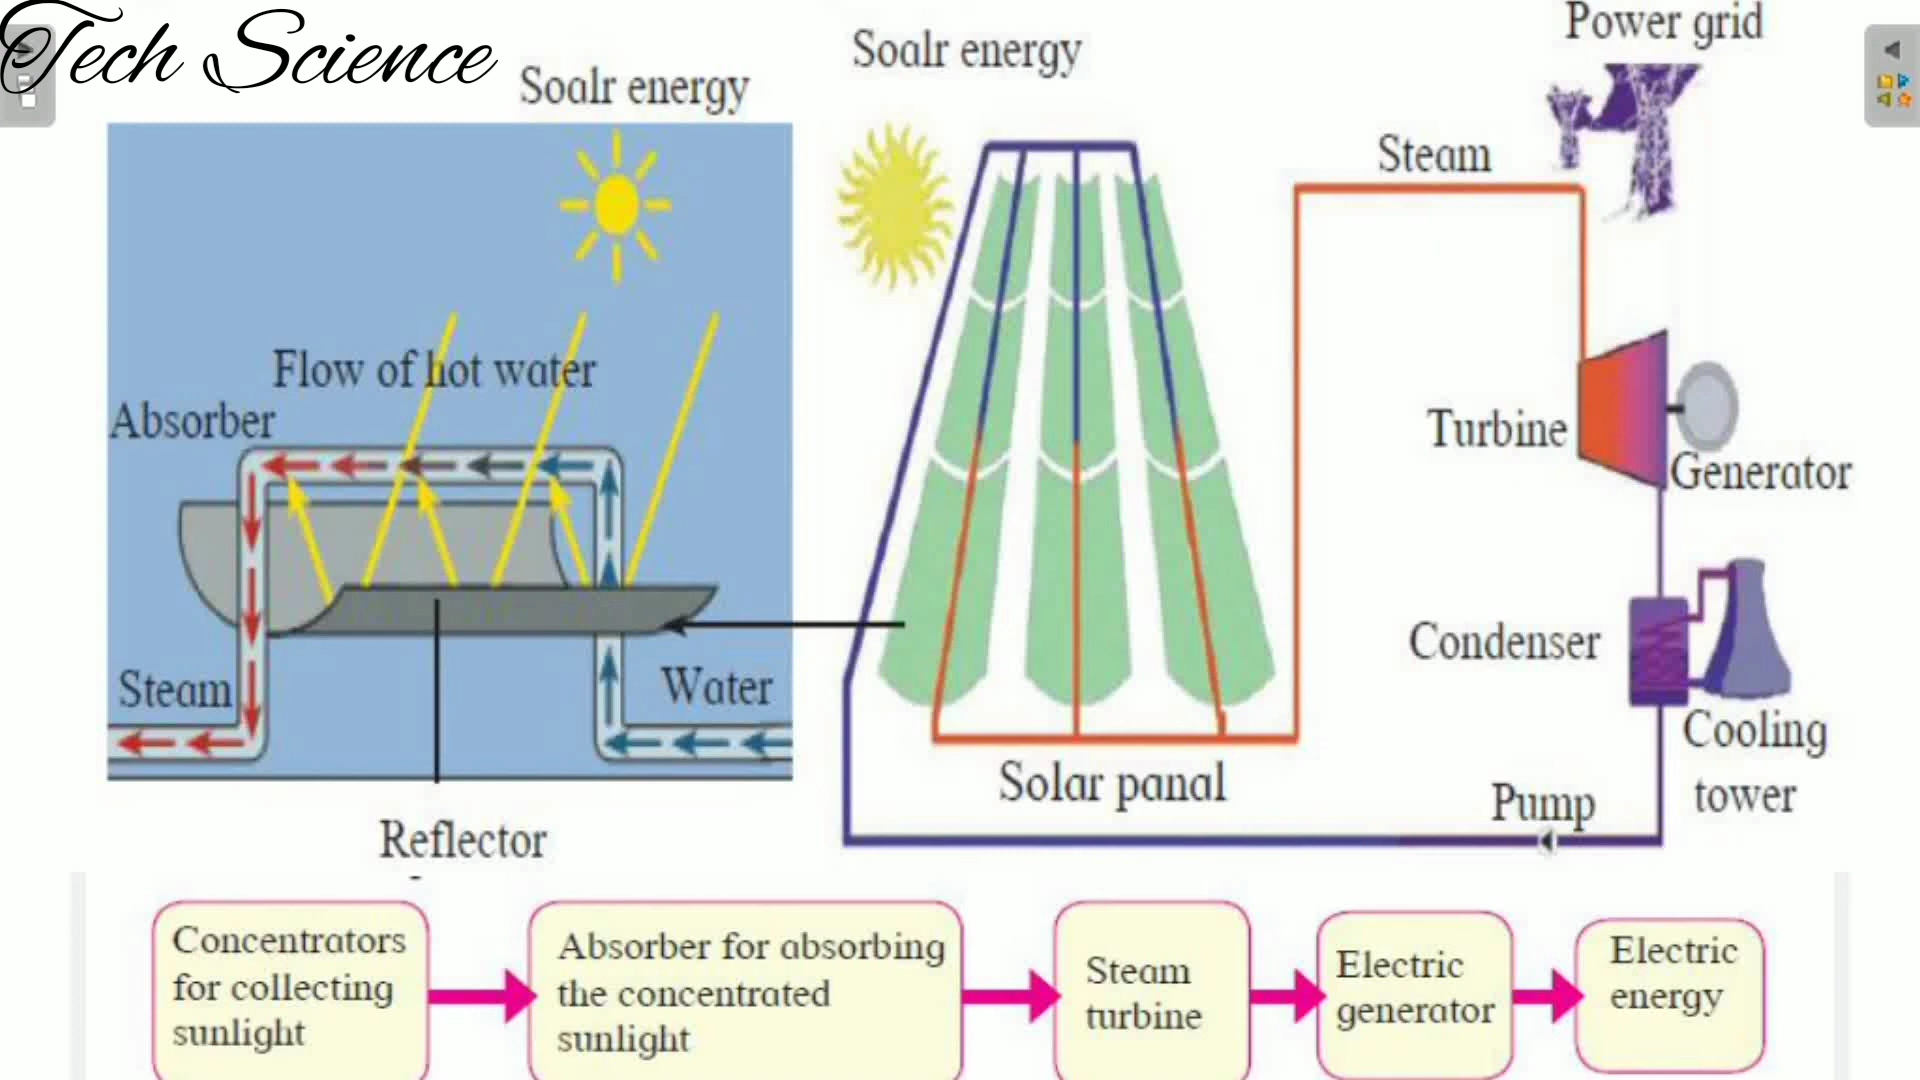 Tech Science
Soalr energy
Soalr energy
Power grid
Steam
Flow of hot water
Absorber
Turbine
Generator
Condenser
Steam
Water
Cooling
tower
Solar panal
Pump
Reflector
Concentrators
for collecting
sunlight
Absorber for absorbing
the concentrated
sunlight
Steam
turbine
Electric
generator
Electric
energy